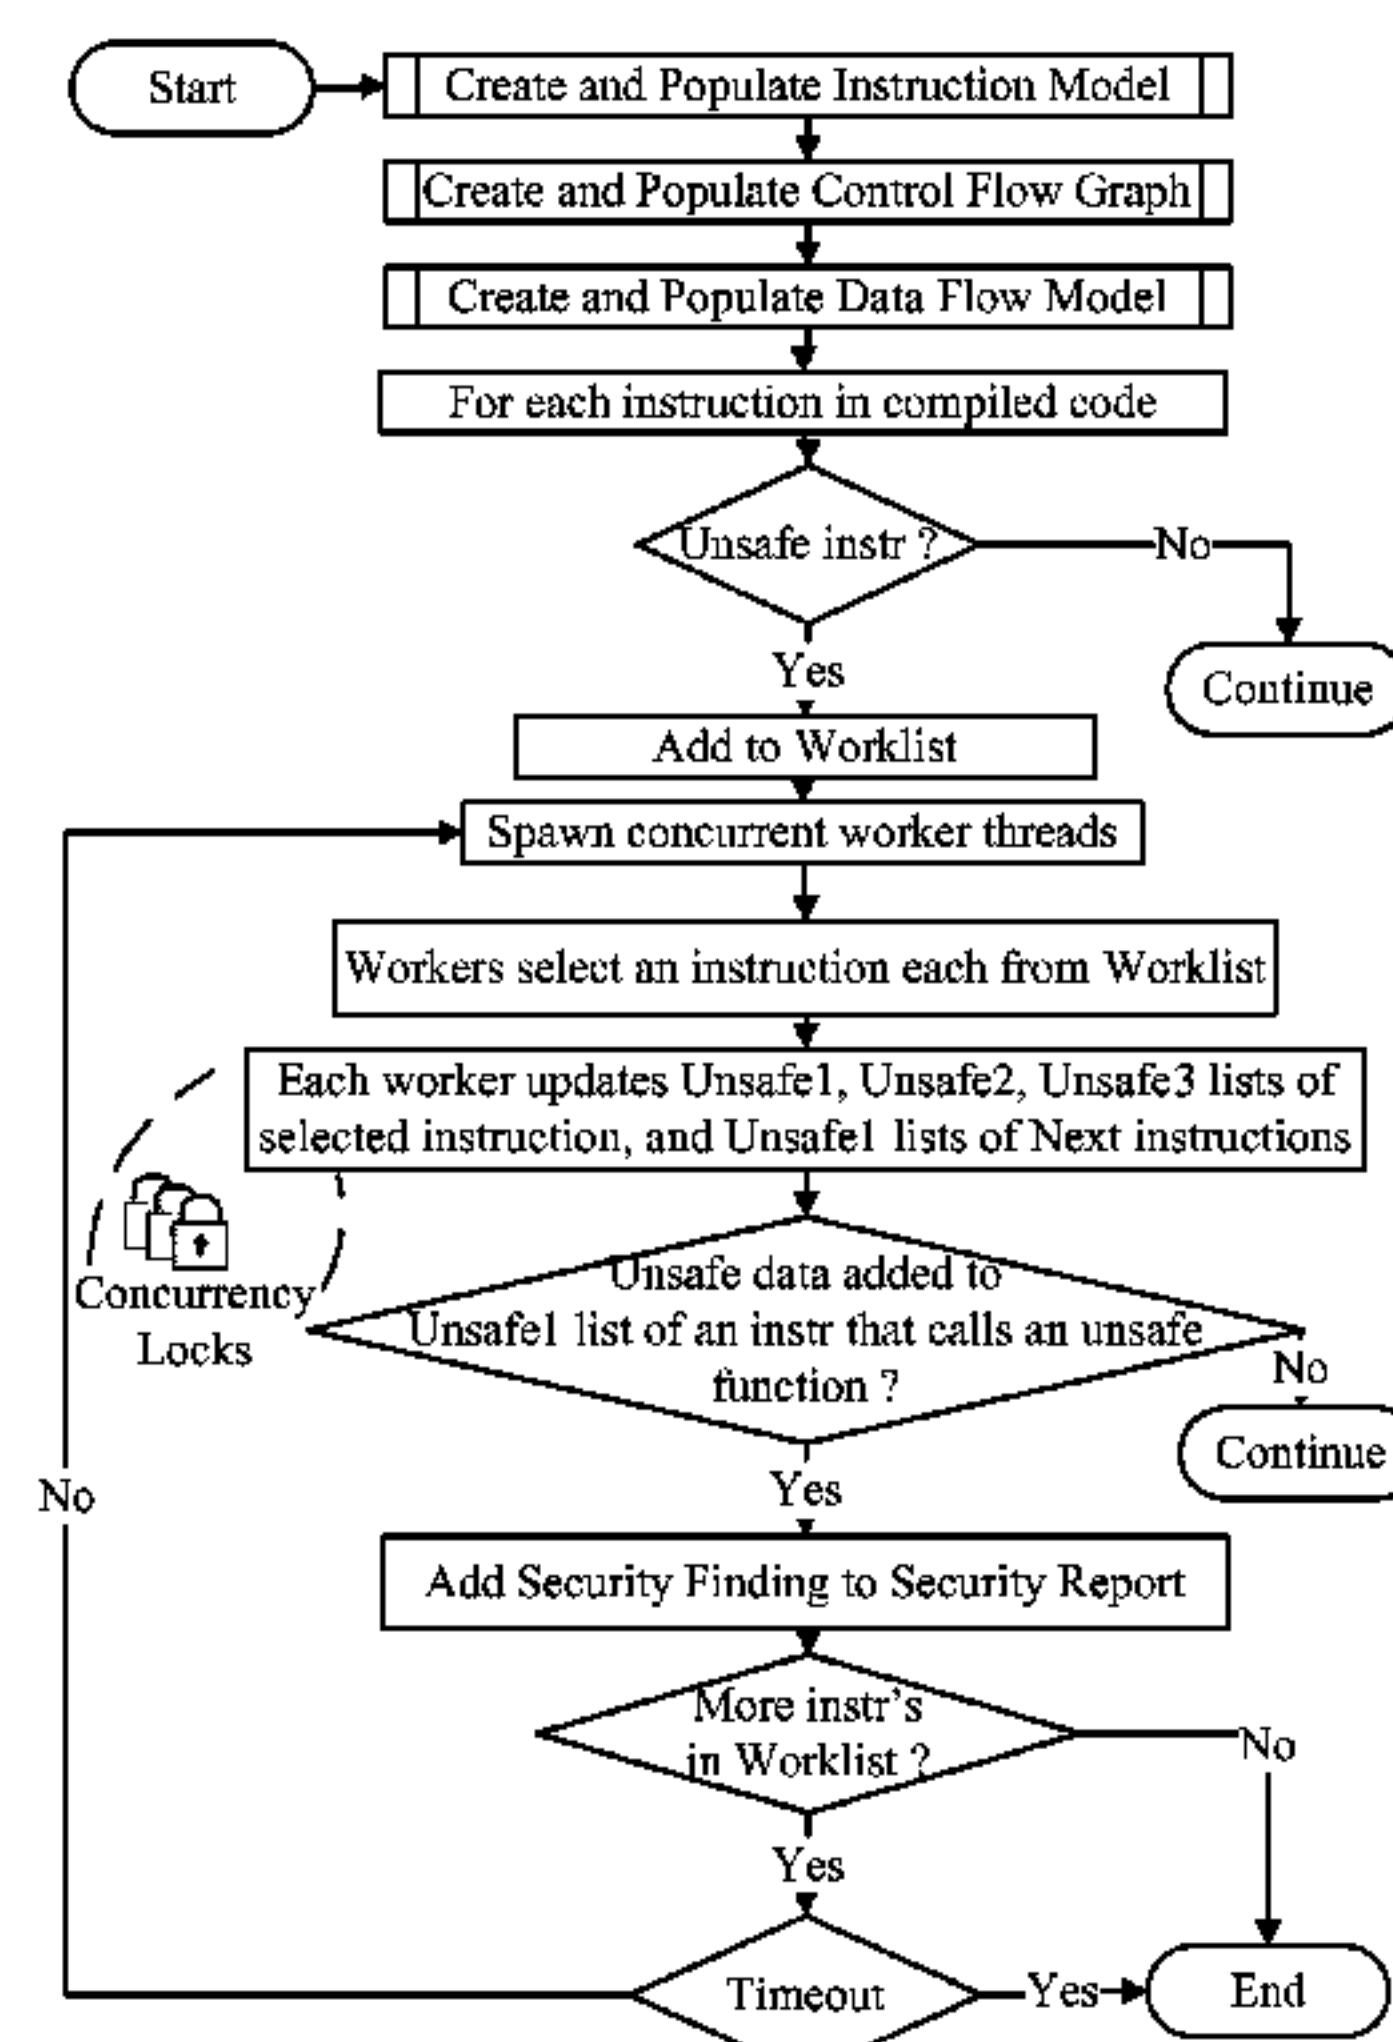 Start
Create and Populate Instruction Model
Create and Populate Control Flow Graph
Create and Populate Data Flow Model
For each instruction in compiled code
Unsafe instr ?
No
Yes
Continue
Add to Worklist
Spawn concurrent worker threads
Workers select an instruction each from Worklist
Each worker updates Unsafe1, Unsafe2, Unsafe3 lists of
selected instruction, and Unsafe1 lists of Next instructions
Concurrency
Locks
Unsafe data added to
Unsafe1 list of an instr that calls an unsafe
function ?
No
Continue
Yes
No
Add Security Finding to Security Report
More instr's
in Worklist ?
No
Yes
Timeout
Yes
End